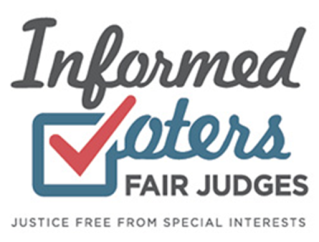 Informed
Voters
FAIR JUDGES
JUSTICE FREE FROM SPECIAL INTERESTS